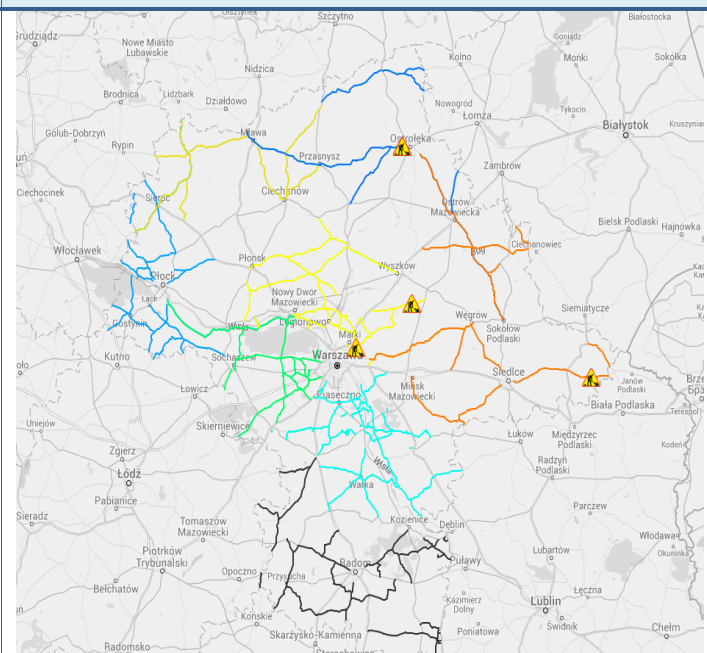 Szczytno
Białostocka
Grudziądz
Nowe Miasto
Lubawskie
Goniądz
Mońki
Sokółka
Kolno
Nidzica
Brodnica
Lidzbark
Działdowo
Nowogród
Łomża
Tykocin
Białystok
Kruszyniany
Golub-Dobrzyń
Rypin
Mława
Ostrołęka
Przasnysz
Zambrów
Ciechocinek
Sierpc
Ciechanów
Ostrów
Mazowiecka
Bielsk Podlaski
Hajnówka
Włocławek
Płońsk
Wyszków
Bug
Ciechanowiec
Płock
Łąck
Nowy Dwór
Mazowiecki
Legionowo
Węgrów
Siemiatycze
Gostynin
Wisła
Marki
Sokołów
Podlaski
Kutno
Sochaczew
Warszawa
Siedlce
Janów
Podlaski
Łowicz
Piaseczno
Mińsk
Mazowiecki
Biała Podlaska
Terespol
Uniejów
Skierniewice
Łuków
Międzyrzec
Podlaski
Kodeń
Zgierz
Łódź
Wisła
Warka
Radzyń
Podlaski
Pabianice
Sieradz
Tomaszów
Mazowiecki
Kozienice
Dęblin
Parczew
Włodawa
Okuninka
Piotrków
Trybunalski
Opoczno
Przysucha
Radom
Puławy
Lubartów
Bełchatów
Łęczna
Końskie
Kazimierz
Dolny
Lublin
Radomsko
Skarżysko-Kamienna
Poniatowa
Świdnik
Chełm